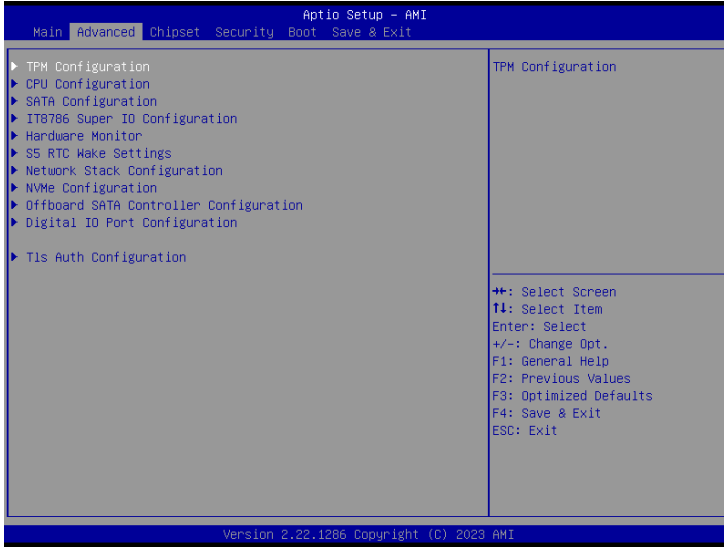 Aptio Setup – AMI
Main Advanced Chipset Security Boot Save & Exit
▶ TPM Configuration
▶ CPU Configuration
▶ SATA Configuration
▶ IT8786 Super IO Configuration
▶ Hardware Monitor
▶ S5 RTC Wake Settings
▶ Network Stack Configuration
▶ NVMe Configuration
▶ Offboard SATA Controller Configuration
▶ Digital IO Port Configuration
▶ Tls Auth Configuration
TPM Configuration
→←: Select Screen
↑↓: Select Item
Enter: Select
+/-: Change Opt.
F1: General Help
F2: Previous Values
F3: Optimized Defaults
F4: Save & Exit
ESC: Exit
Version 2.22.1286 Copyright (C) 2023 AMI